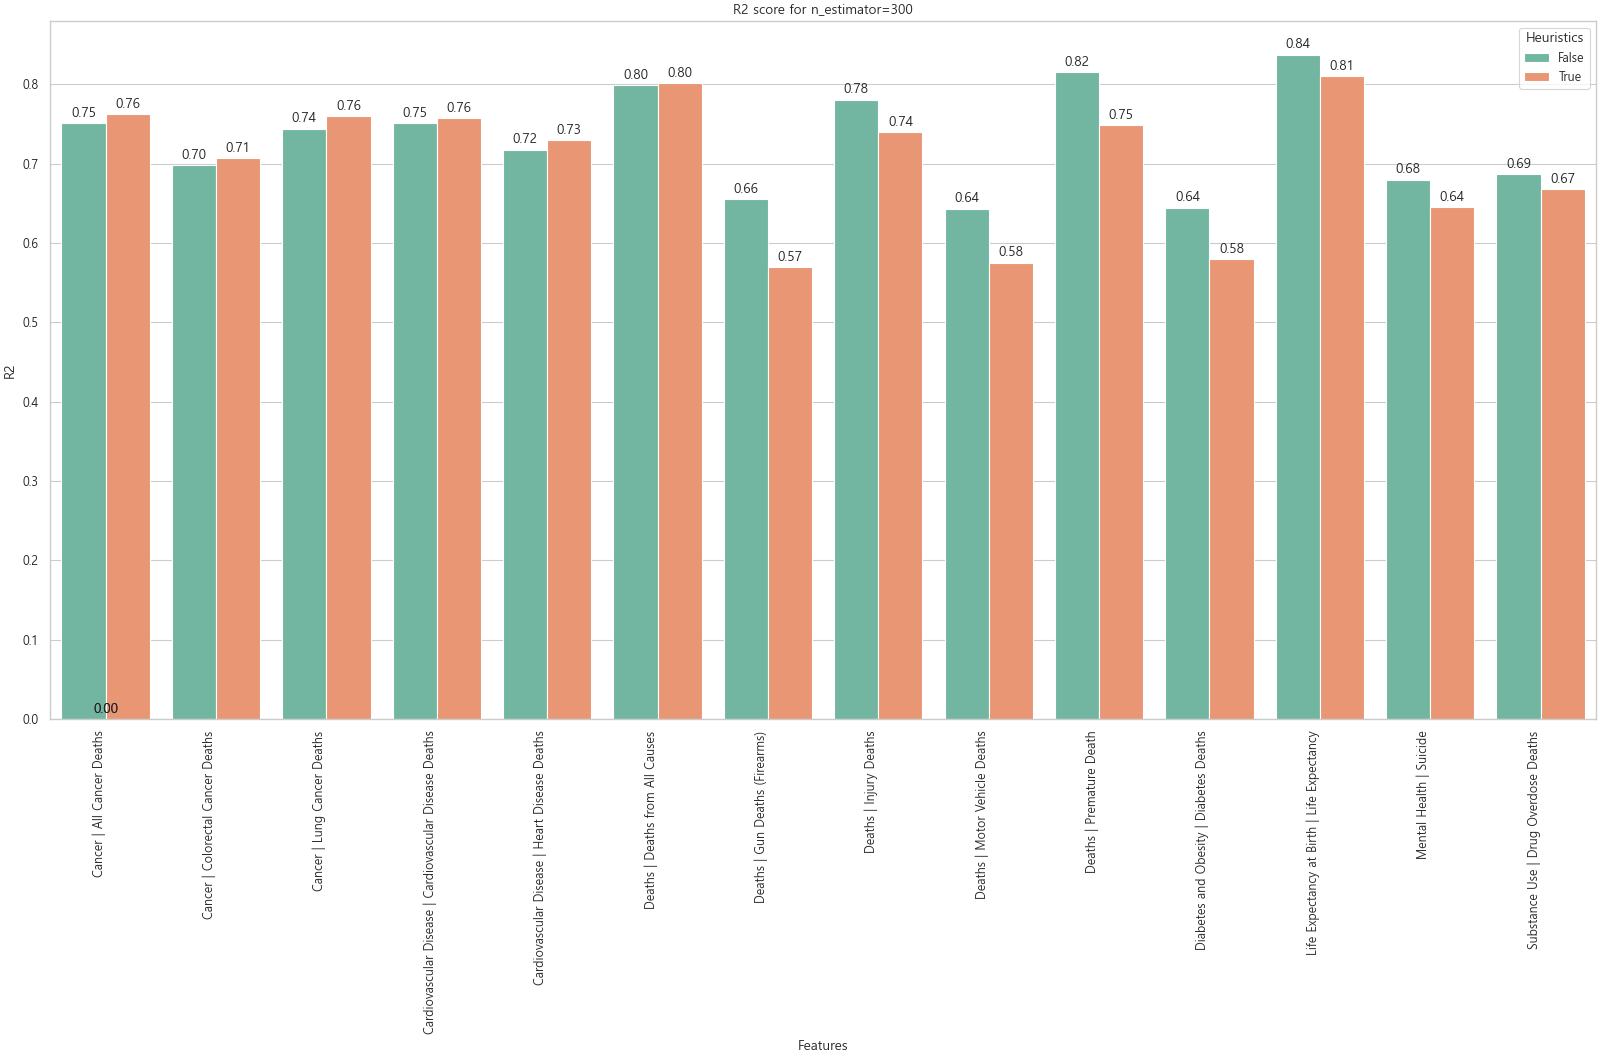 R2 score for n_estimator=300
Heuristics
False
True
R2
0.8
0.7
0.6
0.5
0.4
0.3
0.2
0.1
0.0
0.75
0.76
0.70
0.71
0.74
0.76
0.75
0.76
0.72
0.73
0.80
0.80
0.66
0.57
0.78
0.74
0.64
0.58
0.82
0.75
0.64
0.58
0.84
0.81
0.68
0.64
0.69
0.67
0.00
Cancer | All Cancer Deaths
Cancer | Colorectal Cancer Deaths
Cancer | Lung Cancer Deaths
Cardiovascular Disease | Cardiovascular Disease Deaths
Cardiovascular Disease | Heart Disease Deaths
Deaths | Deaths from All Causes
Deaths | Gun Deaths (Firearms)
Deaths | Injury Deaths
Deaths | Motor Vehicle Deaths
Deaths | Premature Death
Diabetes and Obesity | Diabetes Deaths
Life Expectancy at Birth | Life Expectancy
Mental Health | Suicide
Substance Use | Drug Overdose Deaths
Features